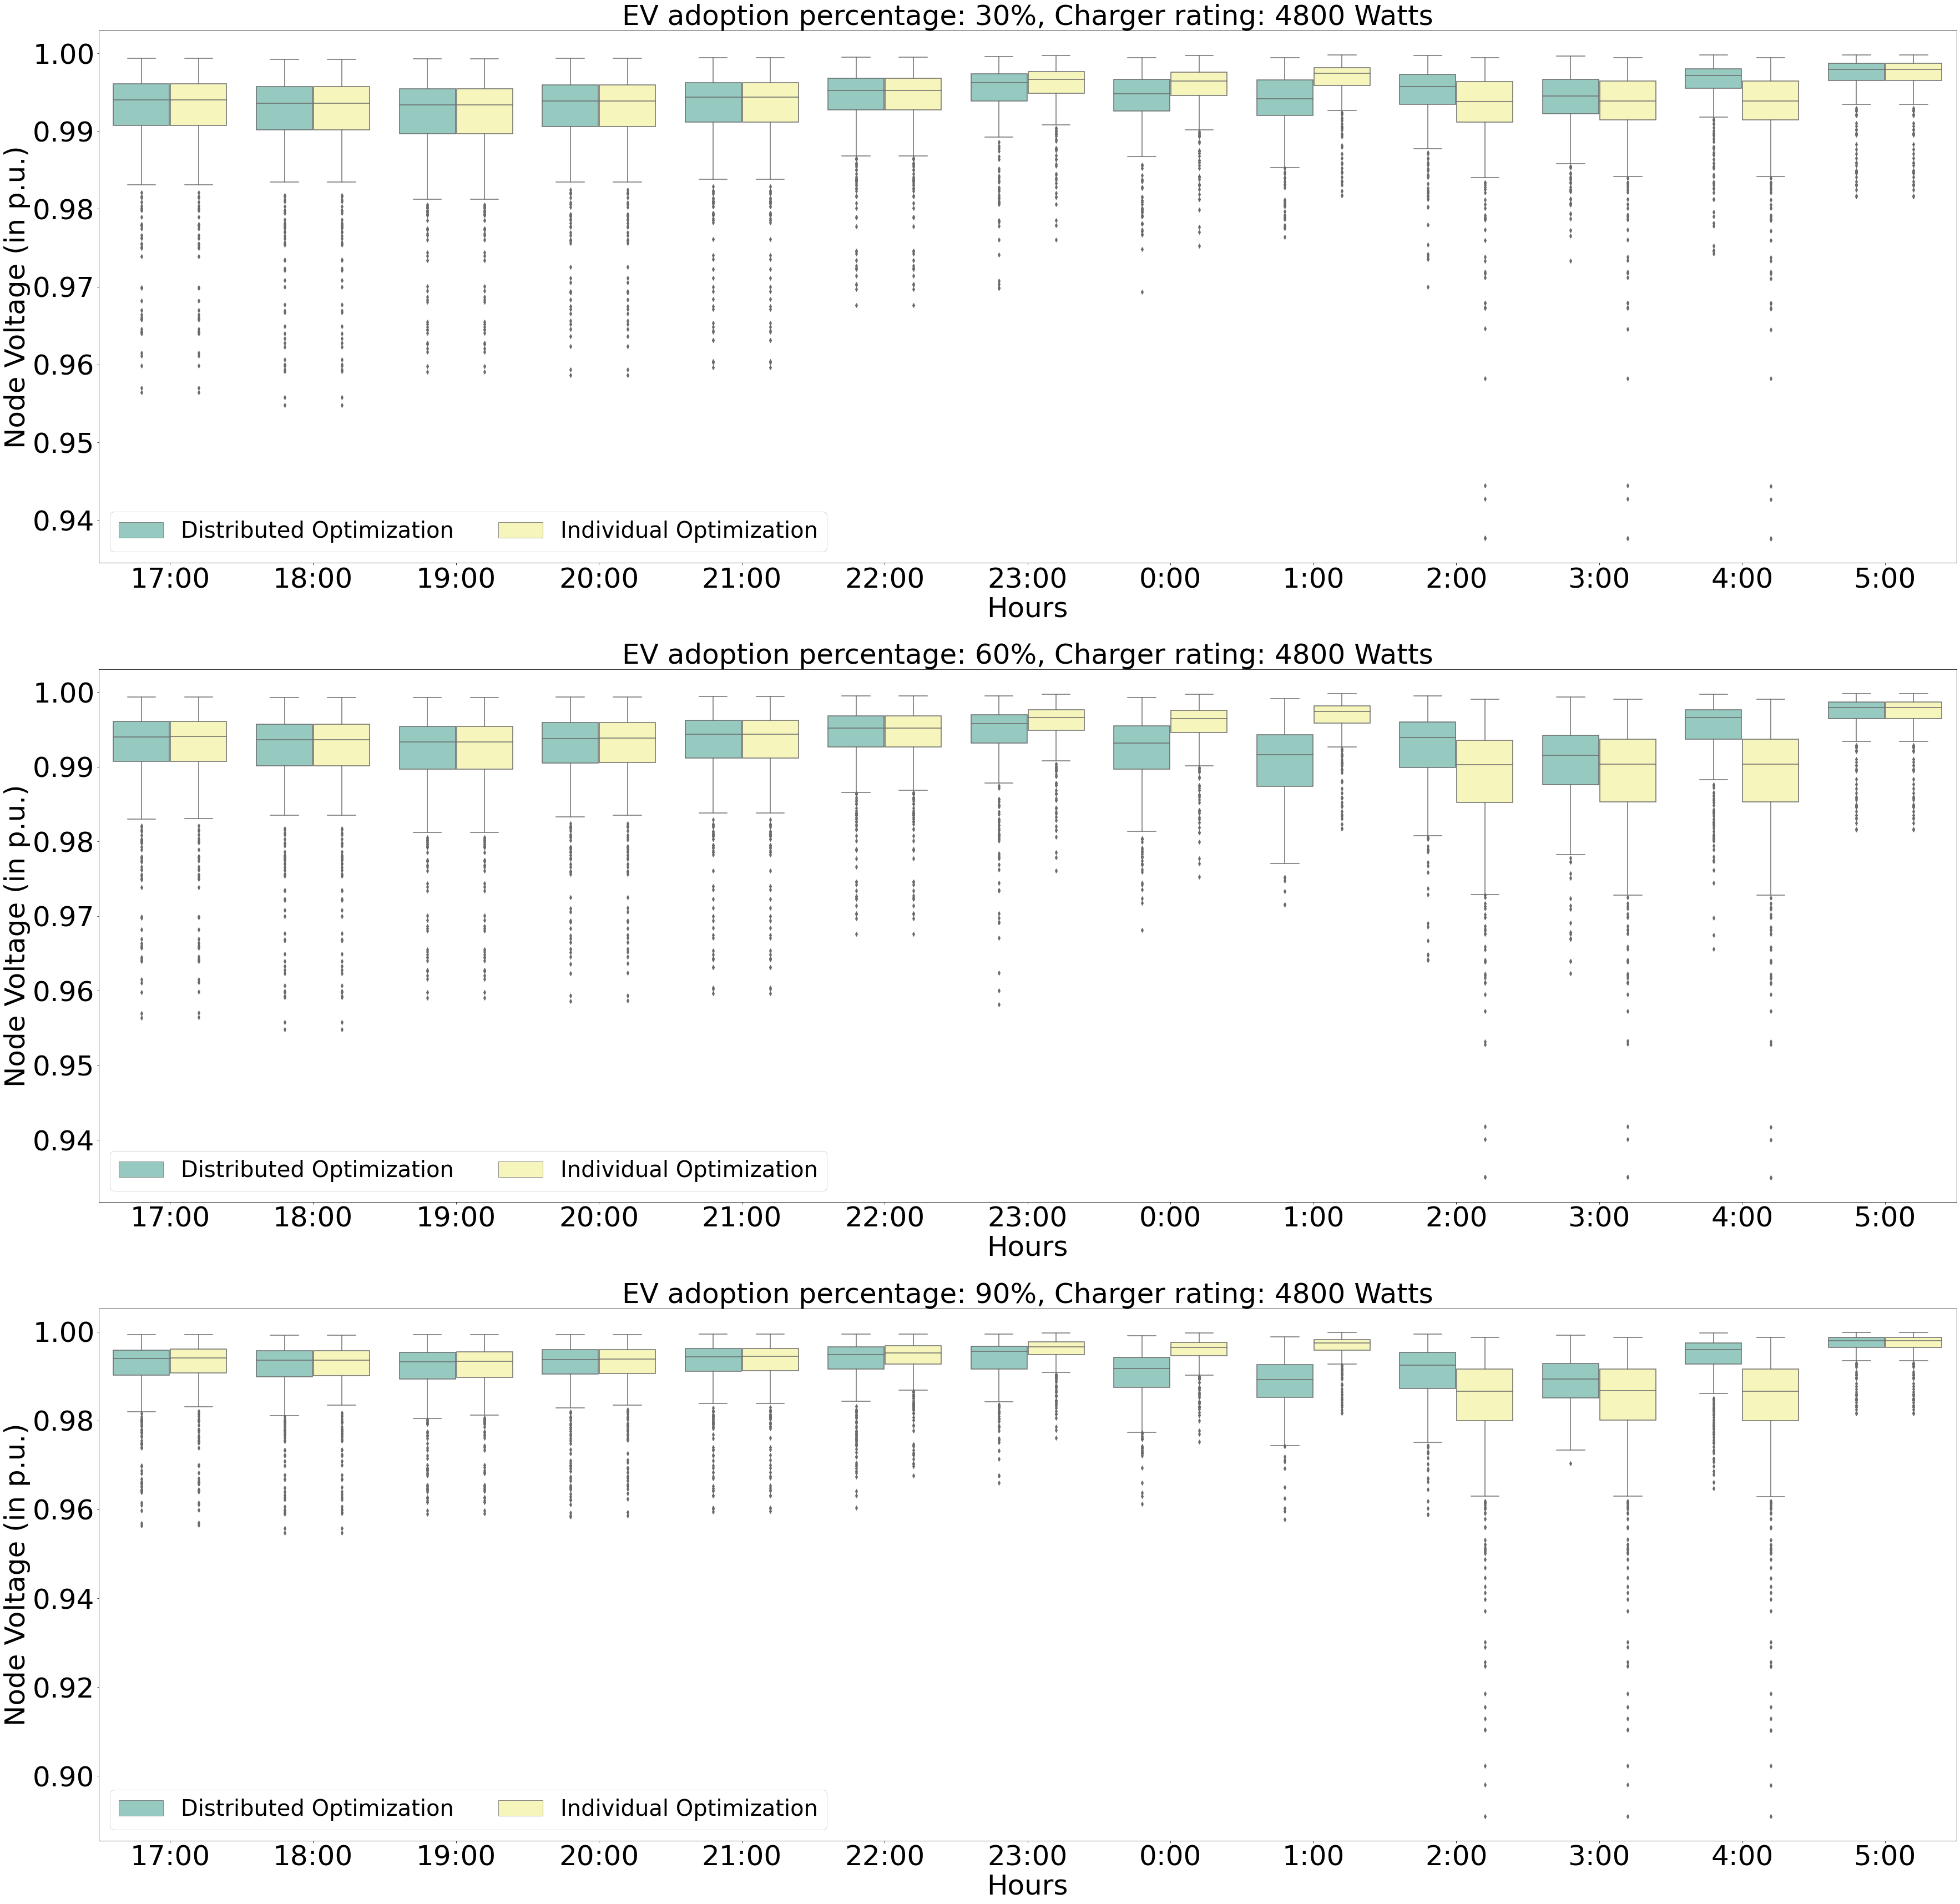 EV adoption percentage: 30%, Charger rating: 4800 Watts
Node Voltage (in p.u.)
1.00
0.99
0.98
0.97
0.96
0.95
0.94
Distributed Optimization Individual Optimization
17:00 18:00 19:00 20:00 21:00 22:00 23:00 0:00 1:00 2:00 3:00 4:00 5:00
Hours
EV adoption percentage: 60%, Charger rating: 4800 Watts
Node Voltage (in p.u.)
1.00
0.99
0.98
0.97
0.96
0.95
0.94
Distributed Optimization Individual Optimization
17:00 18:00 19:00 20:00 21:00 22:00 23:00 0:00 1:00 2:00 3:00 4:00 5:00
Hours
EV adoption percentage: 90%, Charger rating: 4800 Watts
Node Voltage (in p.u.)
1.00
0.98
0.96
0.94
0.92
0.90
Distributed Optimization Individual Optimization
17:00 18:00 19:00 20:00 21:00 22:00 23:00 0:00 1:00 2:00 3:00 4:00 5:00
Hours